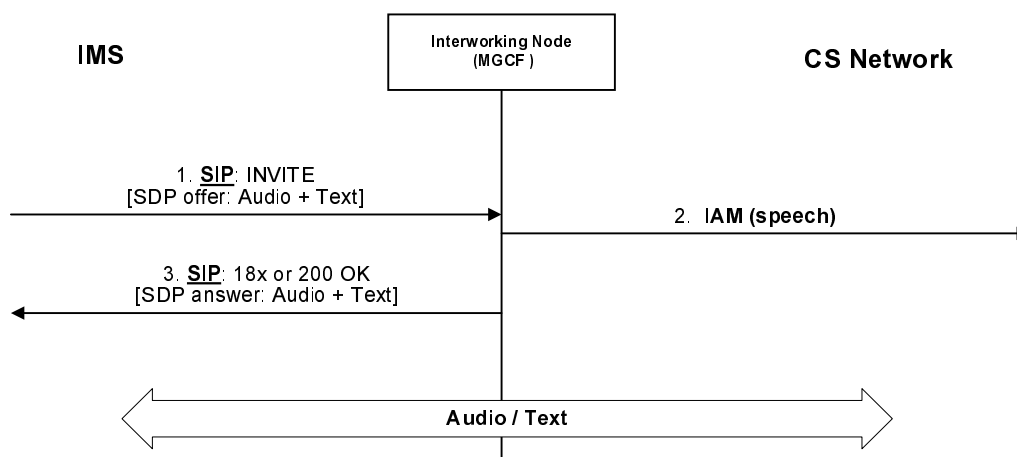 IMS
Interworking Node
(MGCF )
CS Network
1. SIP: INVITE
[SDP offer: Audio + Text]
2. IAM (speech)
3. SIP: 18x or 200 OK
[SDP answer: Audio + Text]
Audio / Text